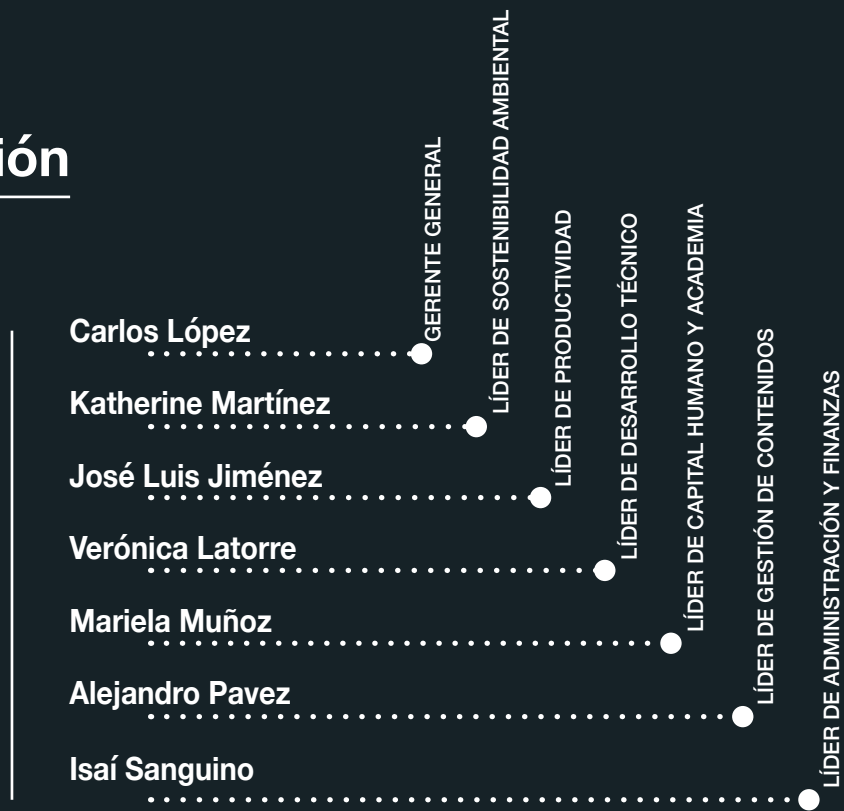 ión
Carlos López
GERENTE GENERAL
Katherine Martínez
LÍDER DE SOSTENIBILIDAD AMBIENTAL
José Luis Jiménez
LÍDER DE PRODUCTIVIDAD
Verónica Latorre
LÍDER DE DESARROLLO TÉCNICO
Mariela Muñoz
LÍDER DE CAPITAL HUMANO Y ACADEMIA
Alejandro Pavez
LÍDER DE GESTIÓN DE CONTENIDOS
Isaí Sanguino
LÍDER DE ADMINISTRACIÓN Y FINANZAS